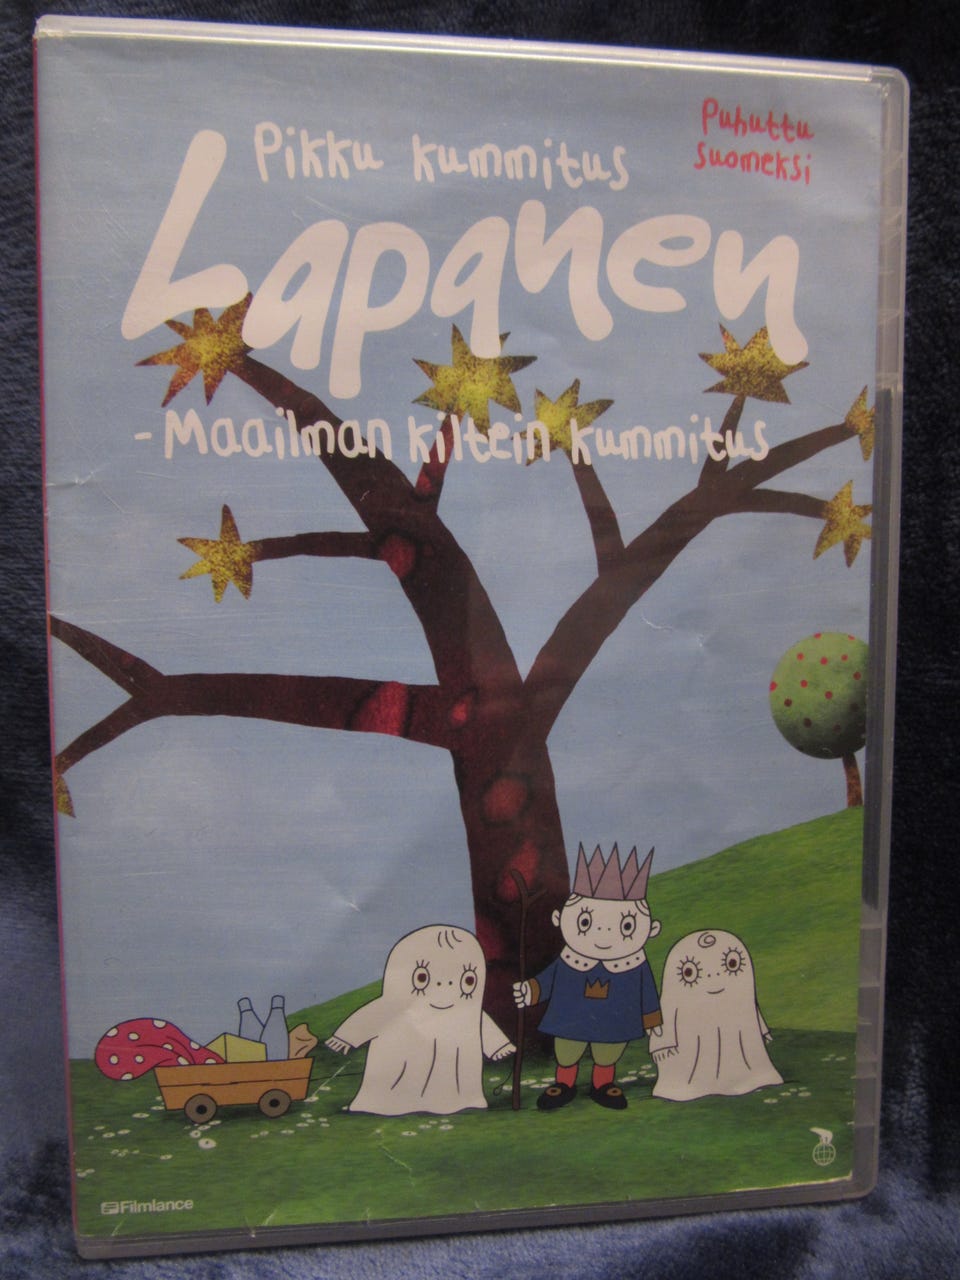 Puhuttu
suomeksi
Pikku kummitus
Lapanen
- Maailman kiltein kummitus
Filmlance